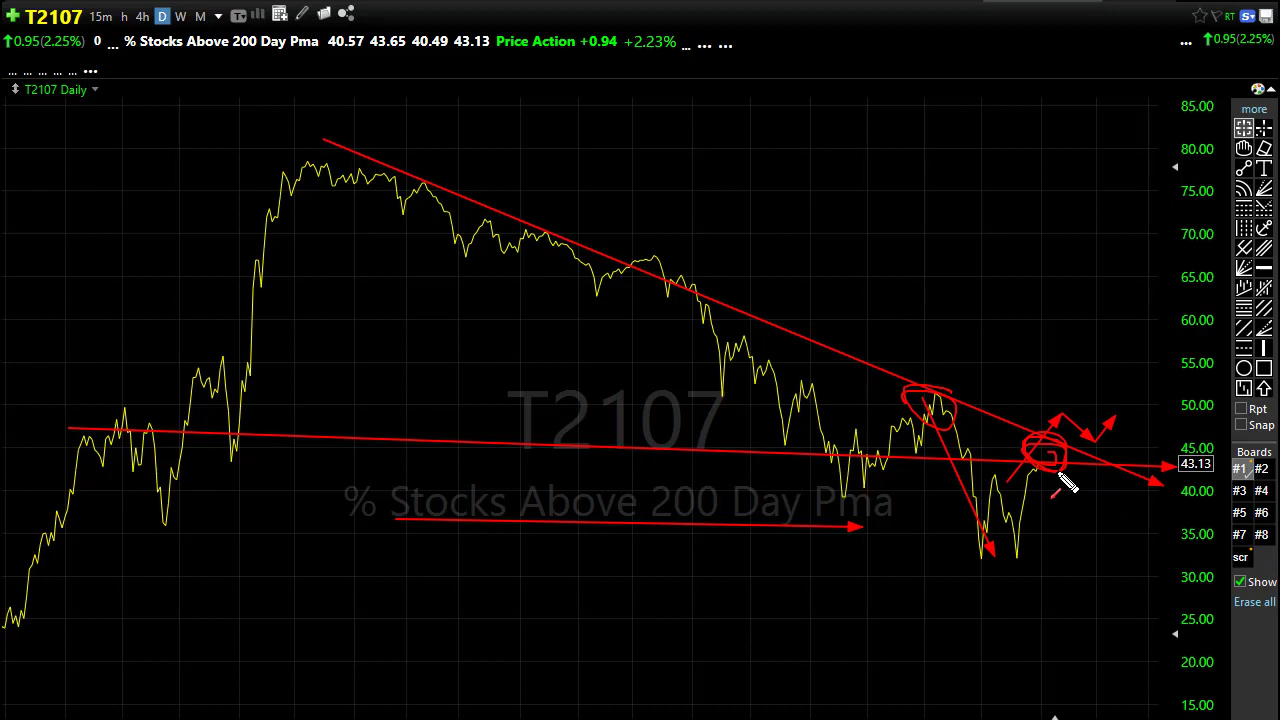 T2107 15m h 4h D W M T RT S
0.95(2.25%) 0 ... % Stocks Above 200 Day Pma 40.57 43.65 40.49 43.13 Price Action +0.94 +2.23% ... ... ... ... 0.95(2.25%)
... ... ... ... ... ...
T2107 Daily
more
85.00
80.00
75.00
70.00
65.00
60.00
55.00
50.00
45.00
43.13
40.00
35.00
30.00
25.00
20.00
15.00
T2107
% Stocks Above 200 Day Pma
T
Rpt
Snap
Boards
#1 #2
#3 #4
#5 #6
#7 #8
scr
Show
Erase all